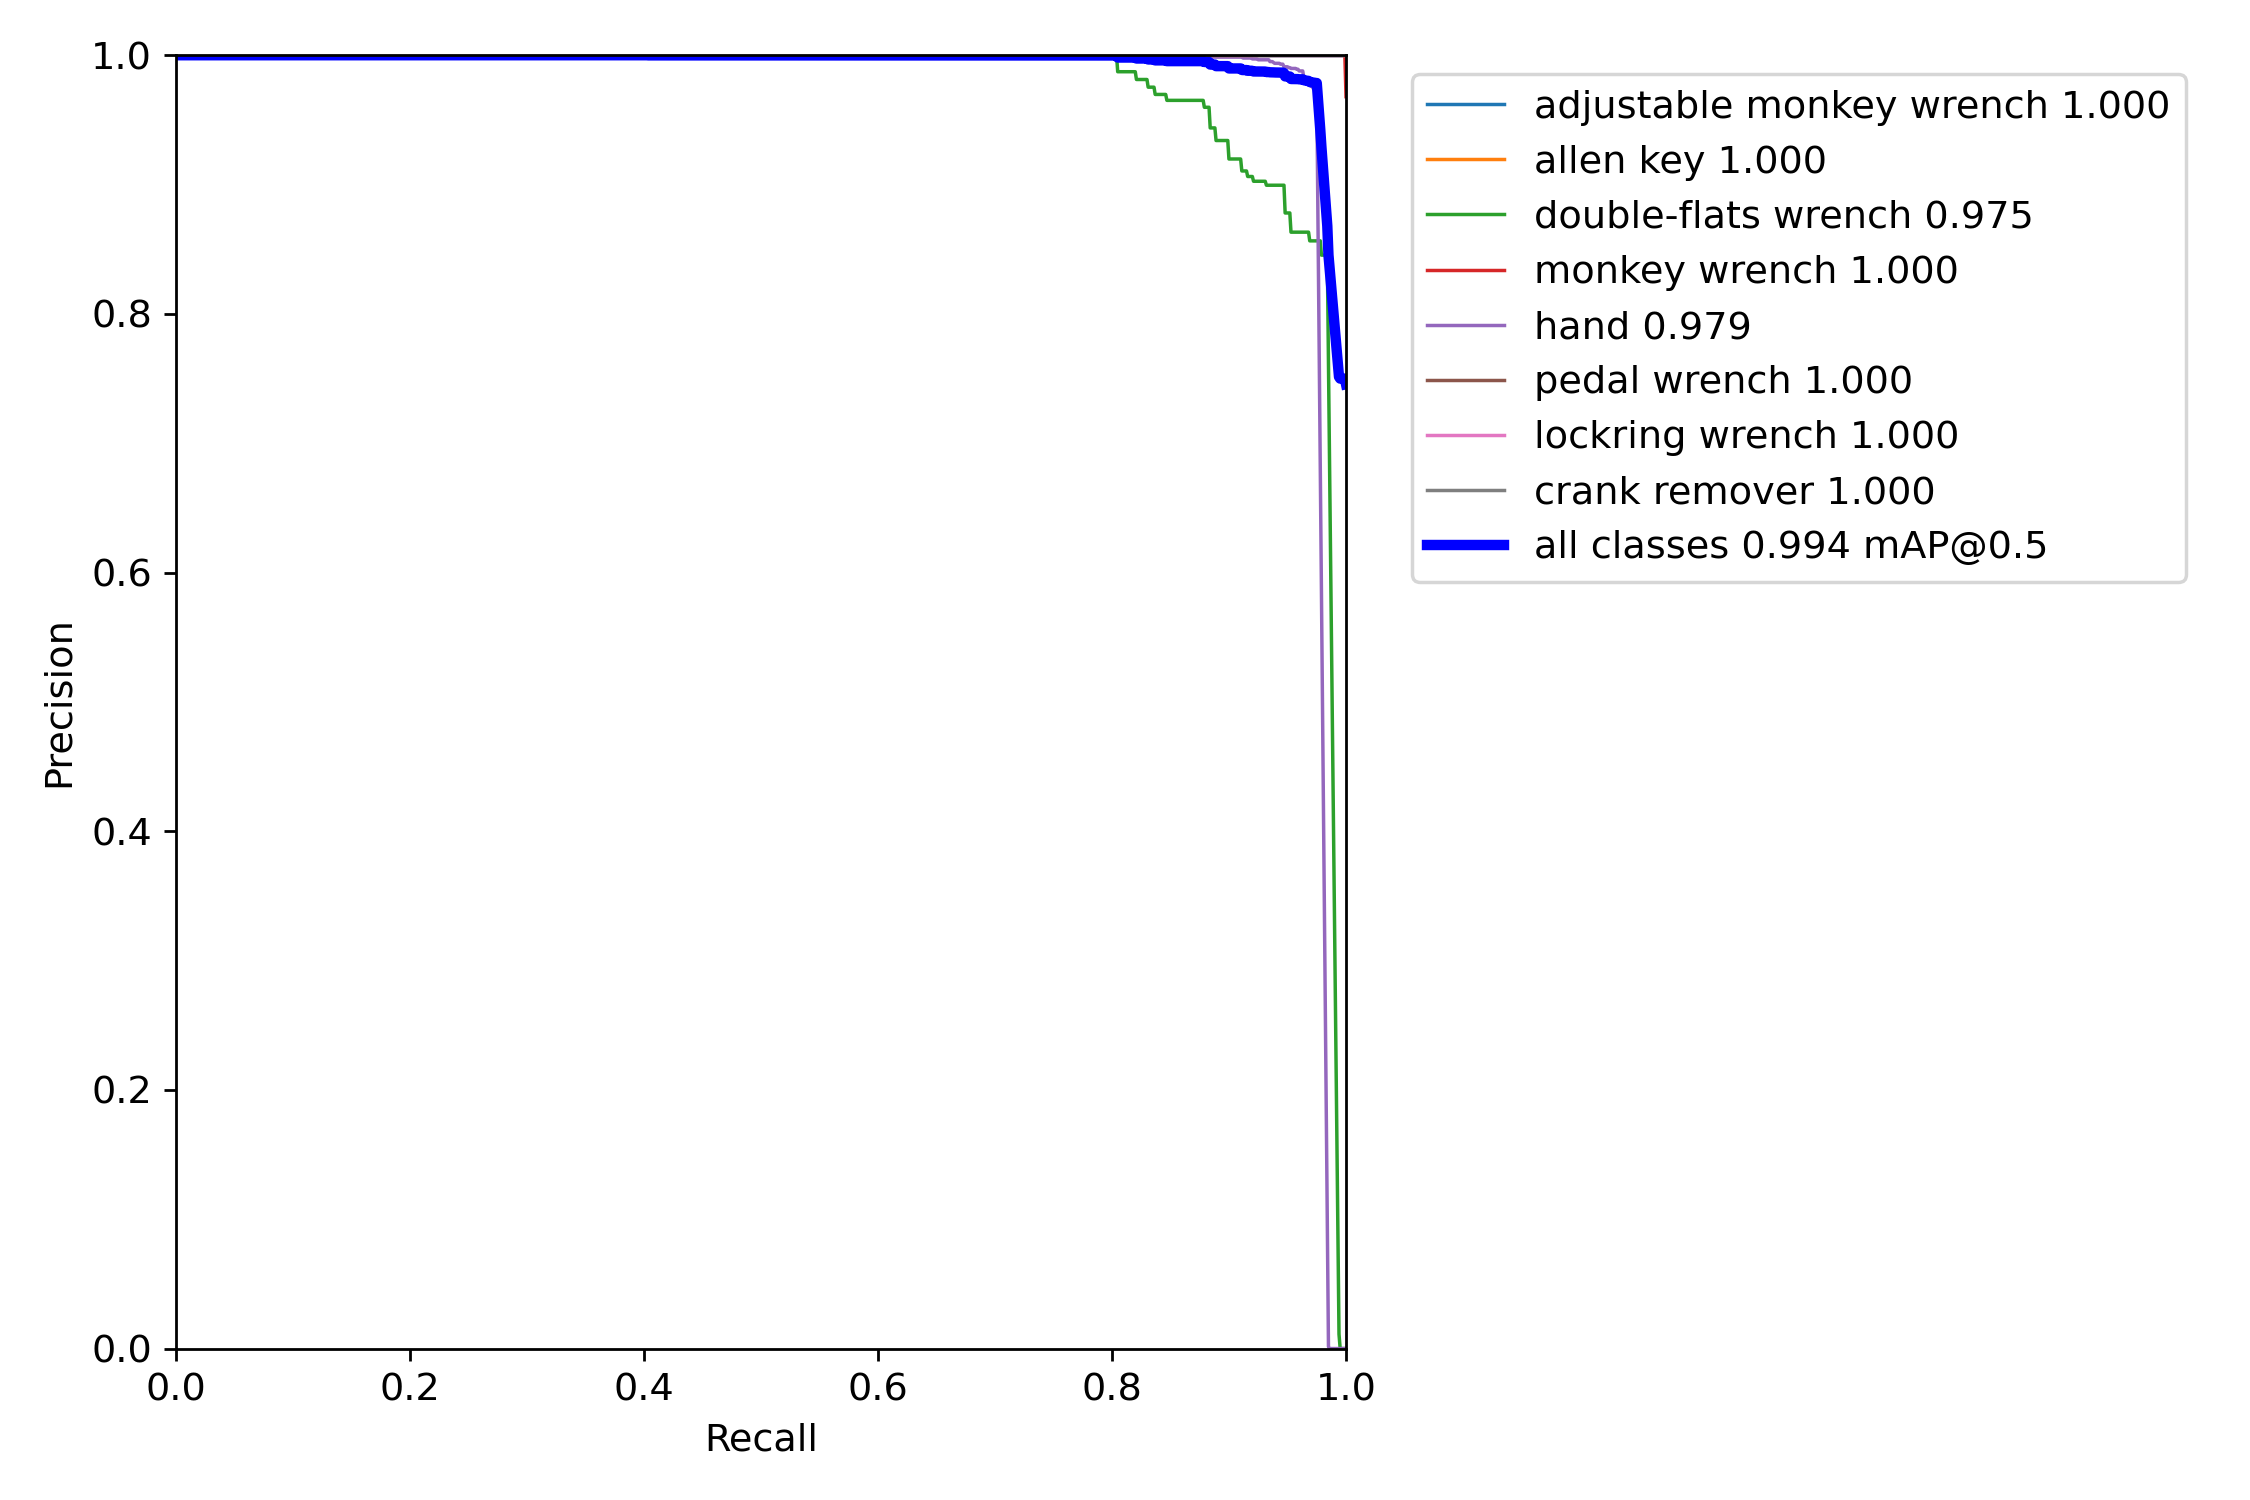 1.0
0.8
0.6
0.4
0.2
0.0
Precision
0.0 0.2 0.4 0.6 0.8 1.0
Recall
adjustable monkey wrench 1.000
allen key 1.000
double-flats wrench 0.975
monkey wrench 1.000
hand 0.979
pedal wrench 1.000
lockring wrench 1.000
crank remover 1.000
all classes 0.994 mAP@0.5